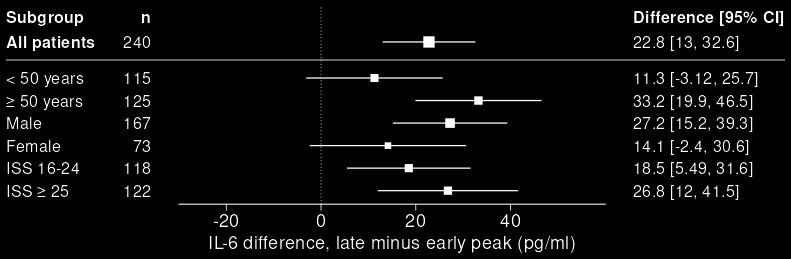 Subgroup n Difference [95% CI]
All patients 240 22.8 [13, 32.6]
< 50 years 115 11.3 [-3.12, 25.7]
≥ 50 years 125 33.2 [19.9, 46.5]
Male 167 27.2 [15.2, 39.3]
Female 73 14.1 [-2.4, 30.6]
ISS 16-24 118 18.5 [5.49, 31.6]
ISS ≥ 25 122 26.8 [12, 41.5]
-20 0 20 40
IL-6 difference, late minus early peak (pg/ml)